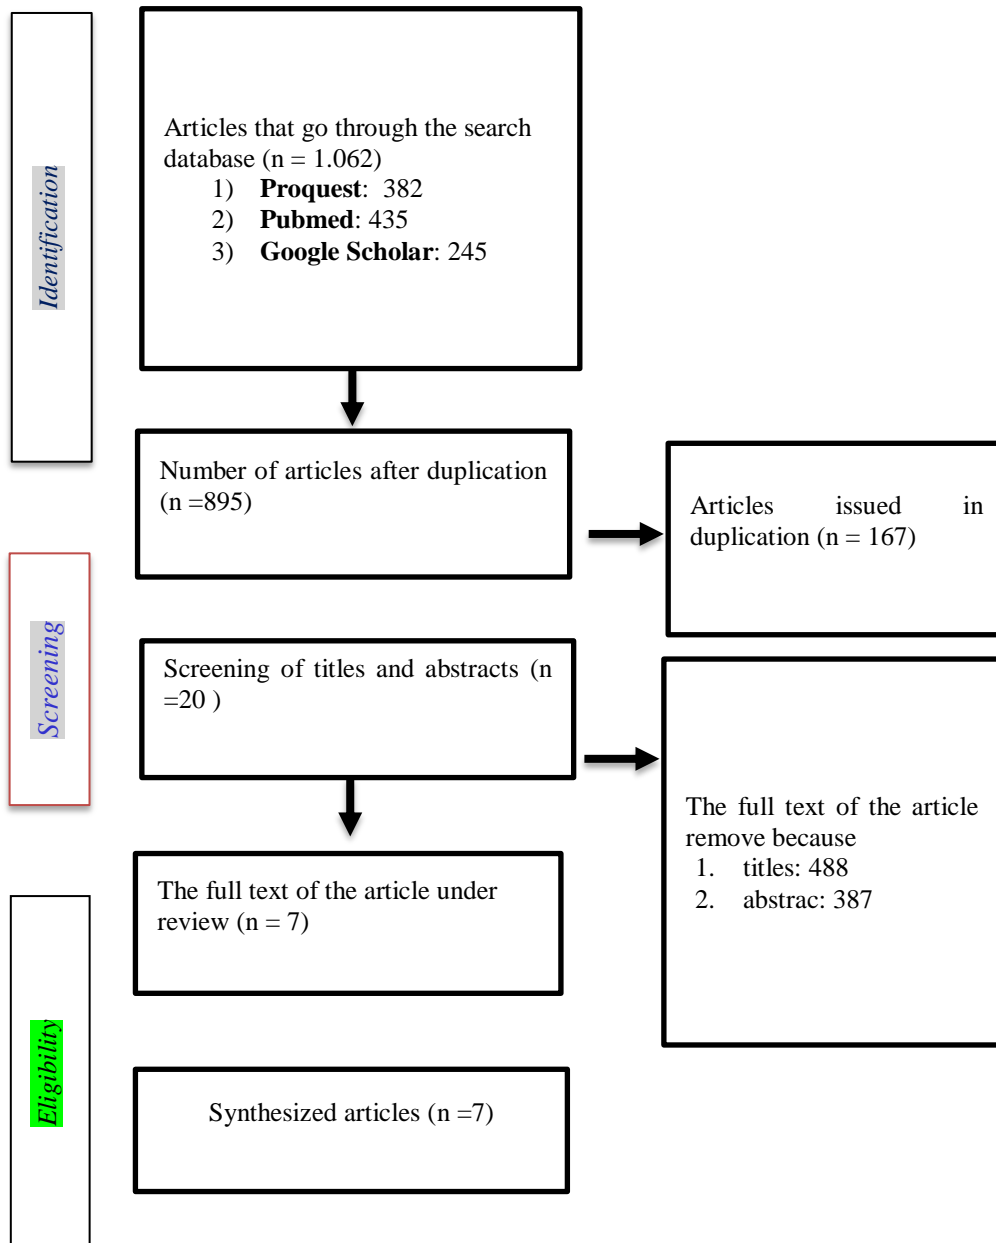 Identification
Articles that go through the search
database (n = 1.062)
1) Proquest: 382
2) Pubmed: 435
3) Google Scholar: 245
Number of articles after duplication
(n =895)
Articles issued in
duplication (n = 167)
Screening
Screening of titles and abstracts (n
=20 )
The full text of the article
remove because
1. titles: 488
2. abstrac: 387
The full text of the article under
review (n = 7)
Eligibility
Synthesized articles (n =7)